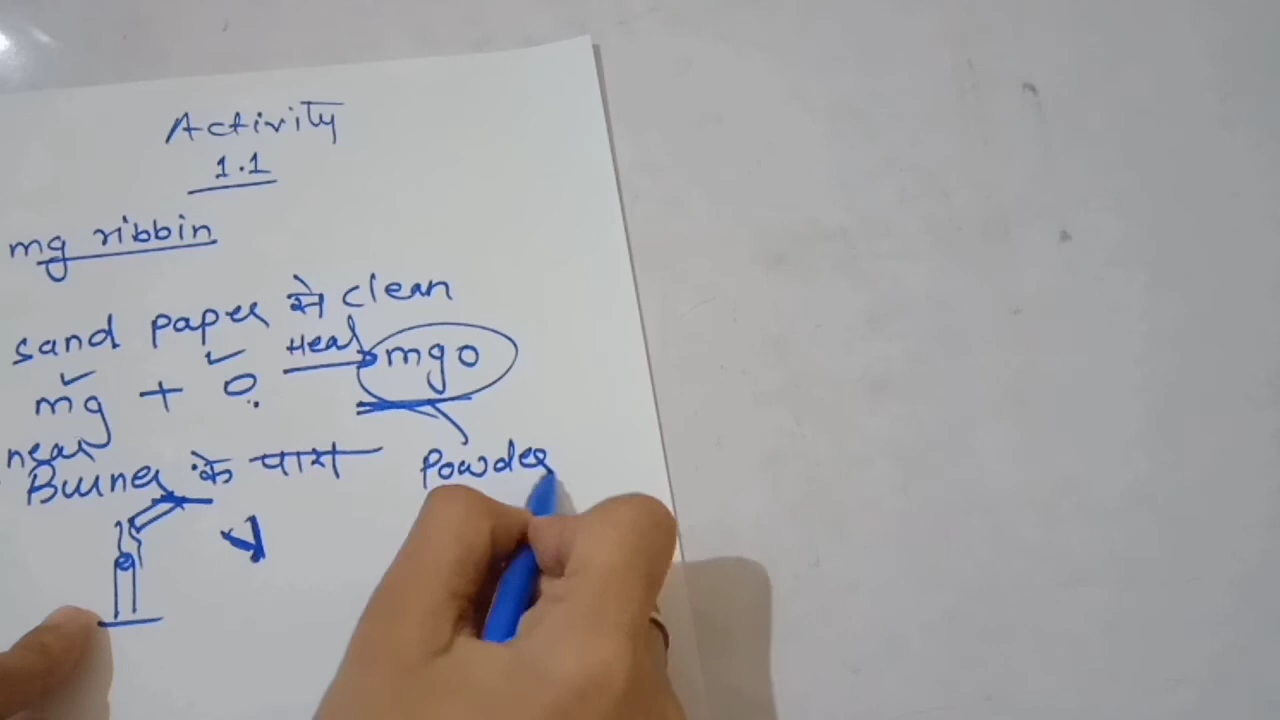 Activity
1.1
mg ribbin
sand paper से clean
mg + O Heat mgo
near
Burner के पास Powder